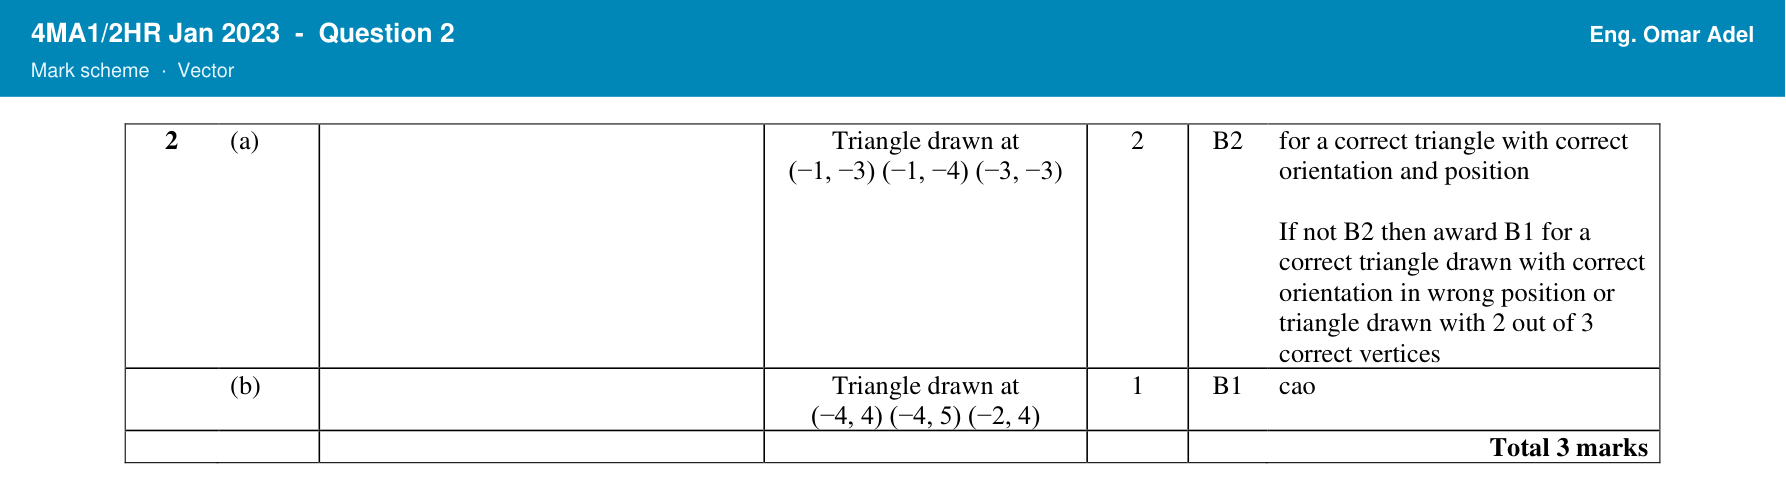 4MA1/2HR Jan 2023 - Question 2
Eng. Omar Adel
Mark scheme · Vector
2 (a) Triangle drawn at 2 B2 for a correct triangle with correct
(−1, −3) (−1, −4) (−3, −3) orientation and position
If not B2 then award B1 for a
correct triangle drawn with correct
orientation in wrong position or
triangle drawn with 2 out of 3
correct vertices
(b) Triangle drawn at 1 B1 cao
(−4, 4) (−4, 5) (−2, 4)
Total 3 marks